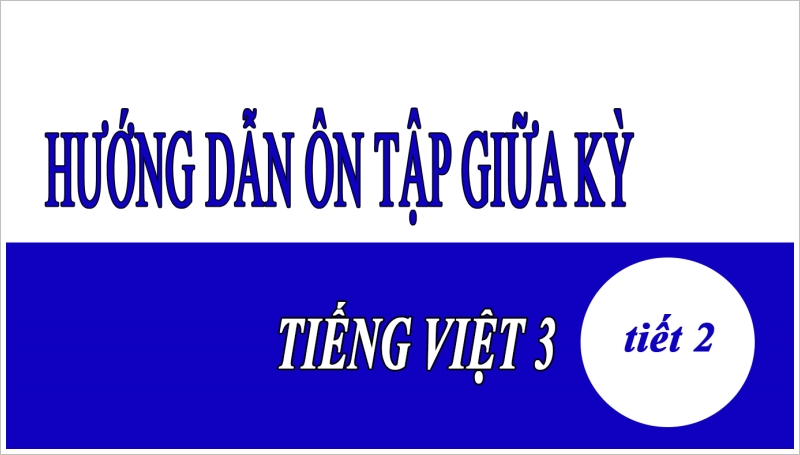 HƯỚNG DẪN ÔN TẬP GIỮA KỲ
TIẾNG VIỆT 3
tiết 2